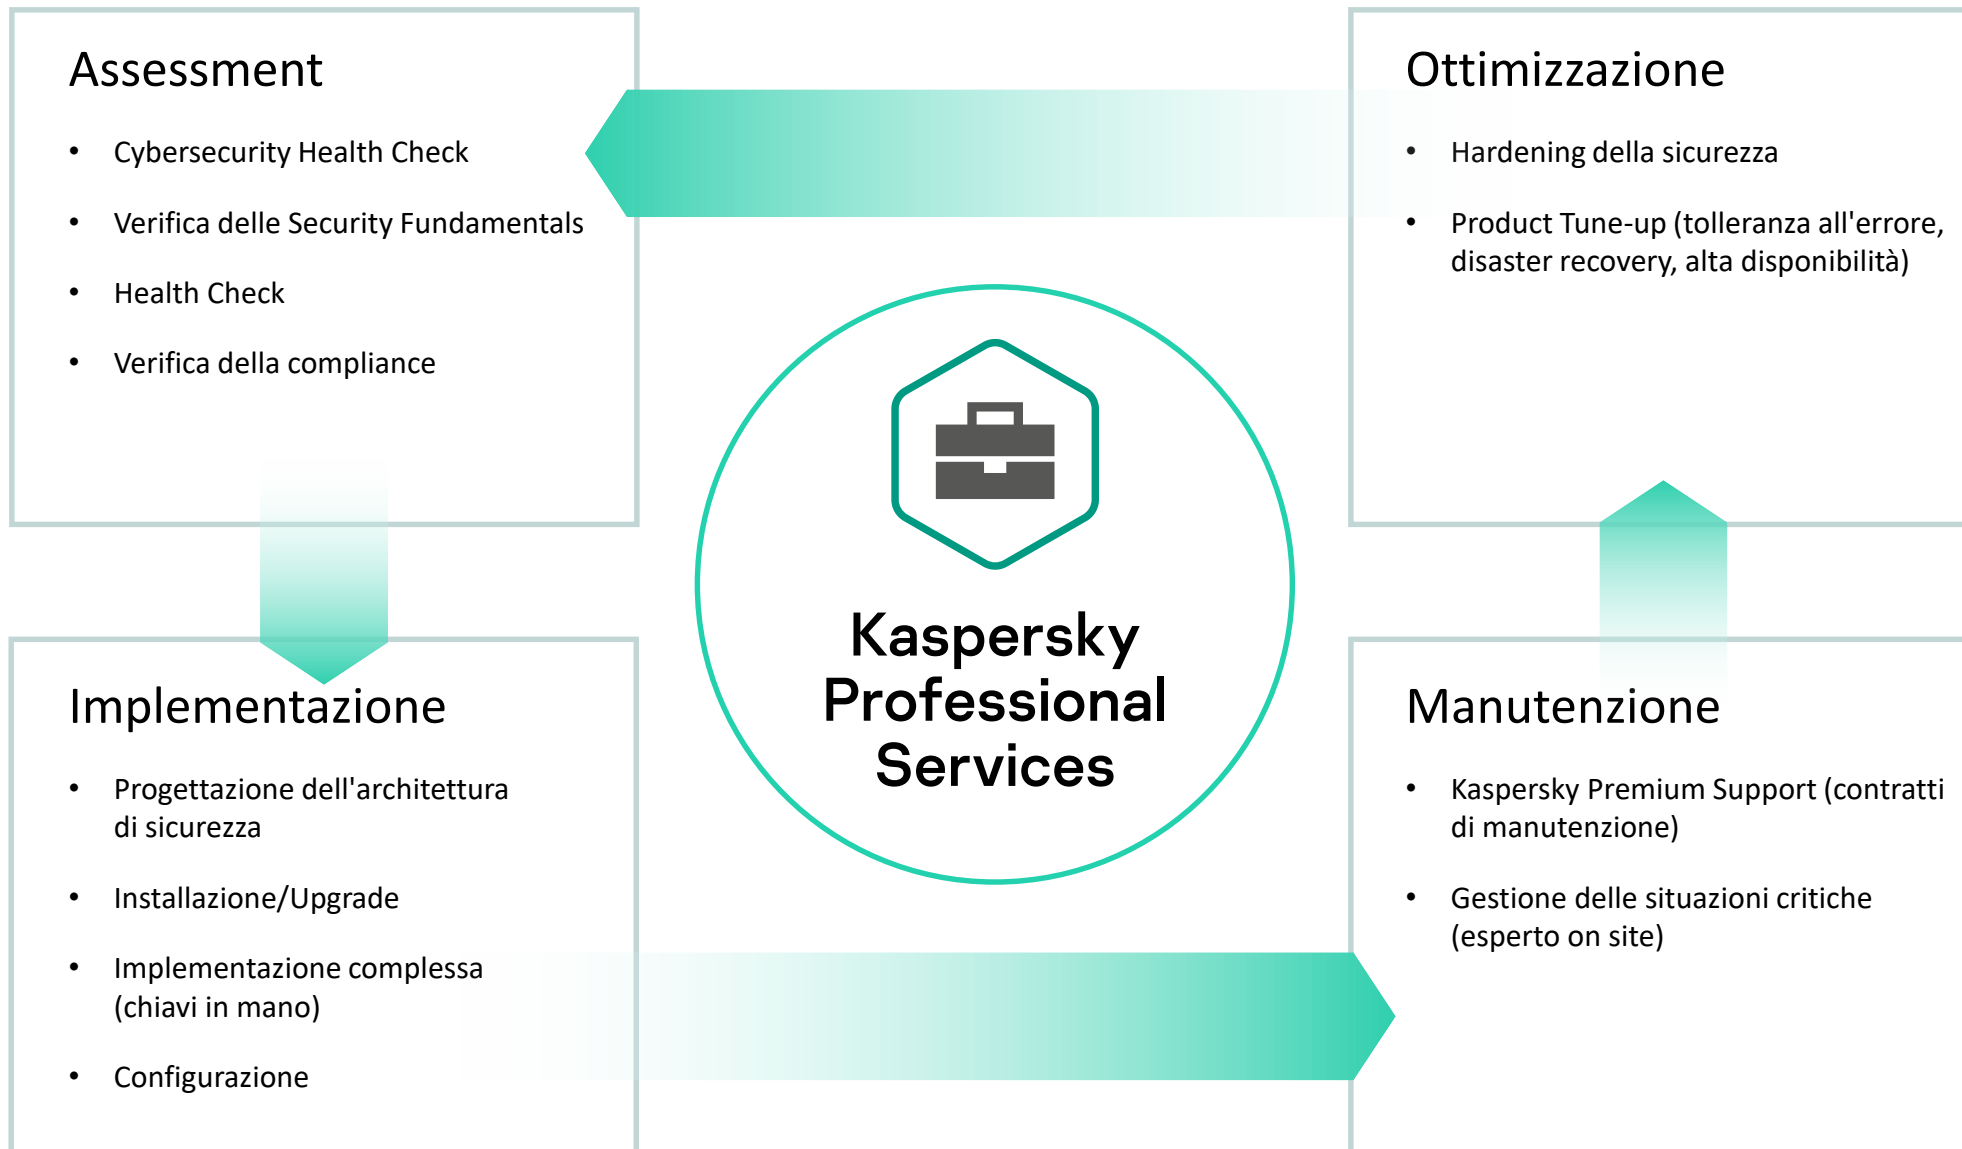 Assessment
• Cybersecurity Health Check
• Verifica delle Security Fundamentals
• Health Check
• Verifica della compliance
Ottimizzazione
• Hardening della sicurezza
• Product Tune-up (tolleranza all'errore,
disaster recovery, alta disponibilità)
Kaspersky
Professional
Services
Implementazione
• Progettazione dell'architettura
di sicurezza
• Installazione/Upgrade
• Implementazione complessa
(chiavi in mano)
• Configurazione
Manutenzione
• Kaspersky Premium Support (contratti
di manutenzione)
• Gestione delle situazioni critiche
(esperto on site)